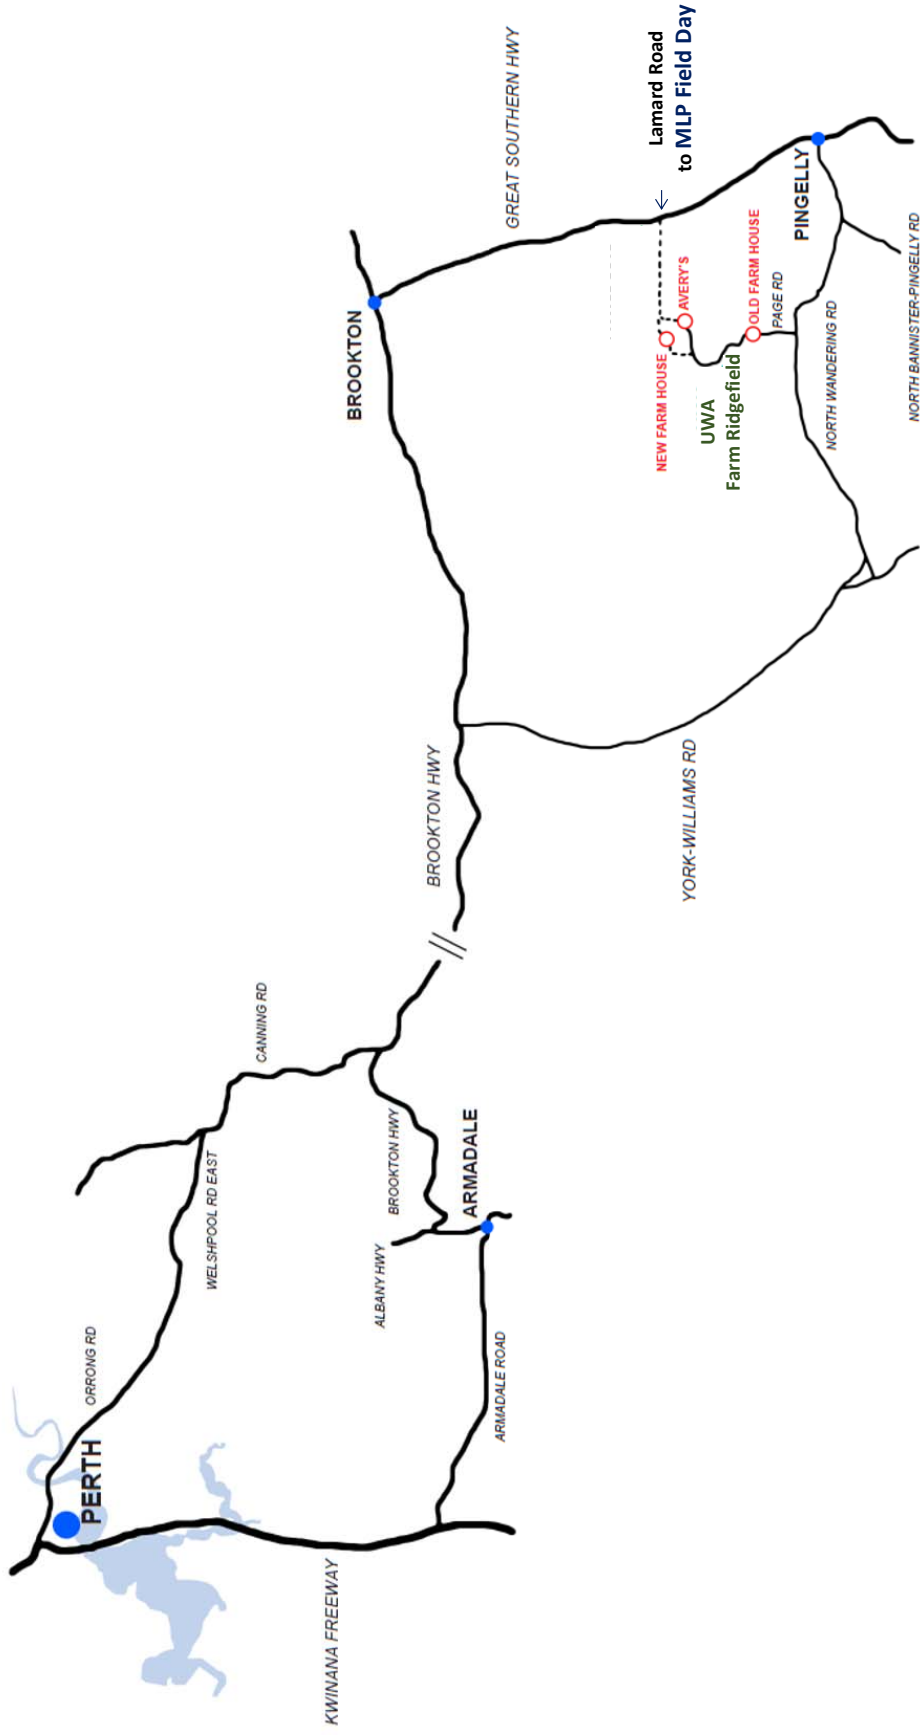 PERTH
ORRONG RD
WELSHPOOL RD EAST
CANNING RD
KWINANA FREEWAY
ARMADALE ROAD
ALBANY HWY
BROOKTON HWY
ARMADALE
BROOKTON HWY
BROOKTON
GREAT SOUTHERN HWY
Lamard Road
to MLP Field Day
YORK-WILLIAMS RD
NEW FARM HOUSE
AVERY'S
UWA
Farm Ridgefield
OLD FARM HOUSE
PAGE RD
PINGELLY
NORTH WANDERING RD
NORTH BANNISTER-PINGELLY RD